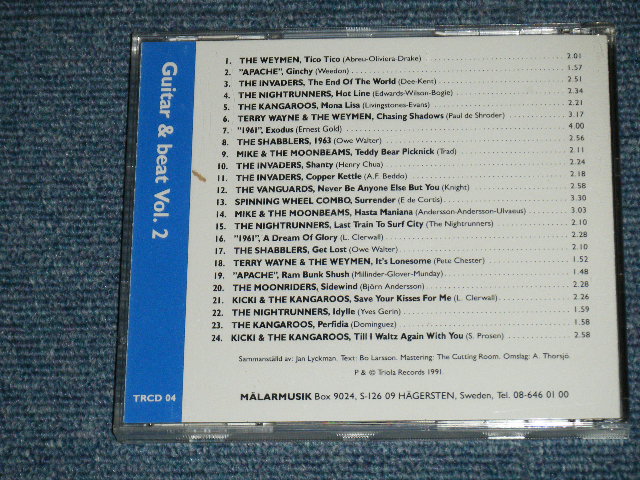 Guitar & beat Vol. 2
TRCD 04
1. THE WEYMEN, Tico Tico (Abreu-Oliviera-Drake) 2.01
2. "APACHE", Ginchy (Weedon) 1.57
3. THE INVADERS, The End Of The World (Dee-Kent) 2.51
4. THE NIGHTRUNNERS, Hot Line (Edwards-Wilson-Bogie) 2.34
5. THE KANGAROOS, Mona Lisa (Livingstones-Evans) 2.21
6. TERRY WAYNE & THE WEYMEN, Chasing Shadows (Paul de Shroder) 3.17
7. "1961", Exodus (Ernest Gold) 4.00
8. THE SHABBLERS, 1963 (Owe Walter) 2.56
9. MIKE & THE MOONBEAMS, Teddy Bear Picknick (Trad) 2.11
10. THE INVADERS, Shanty (Henry Chua) 2.24
11. THE INVADERS, Copper Kettle (A.F. Beddo) 2.18
12. THE VANGUARDS, Never Be Anyone Else But You (Knight) 2.58
13. SPINNING WHEEL COMBO, Surrender (E de Cortis) 3.30
14. MIKE & THE MOONBEAMS, Hasta Maniana (Andersson-Andersson-Ulvaeus) 3.03
15. THE NIGHTRUNNERS, Last Train To Surf City (The Nightrunners) 2.10
16. "1961", A Dream Of Glory (L. Clerwall) 2.28
17. THE SHABBLERS, Get Lost (Owe Walter) 2.10
18. TERRY WAYNE & THE WEYMEN, It's Lonesome (Pete Chester) 1.52
19. "APACHE", Ram Bunk Shush (Millinder-Glover-Munday) 1.48
20. THE MOONRIDERS, Sidewind (Björn Andersson) 2.28
21. KICKI & THE KANGAROOS, Save Your Kisses For Me (L. Clerwall) 2.26
22. THE NIGHTRUNNERS, Idylle (Yves Gerin) 1.59
23. THE KANGAROOS, Perfidia (Dominguez) 1.58
24. KICKI & THE KANGAROOS, Till I Waltz Again With You (S. Prosen) 2.58
Sammanställd av: Jan Lyckman. Text: Bo Larsson. Mastering: The Cutting Room. Omslag: A. Thorsjö.
P & © Triola Records 1991.
MÄLARMUSIK Box 9024, S-126 09 HÄGERSTEN, Sweden, Tel. 08-646 01 00